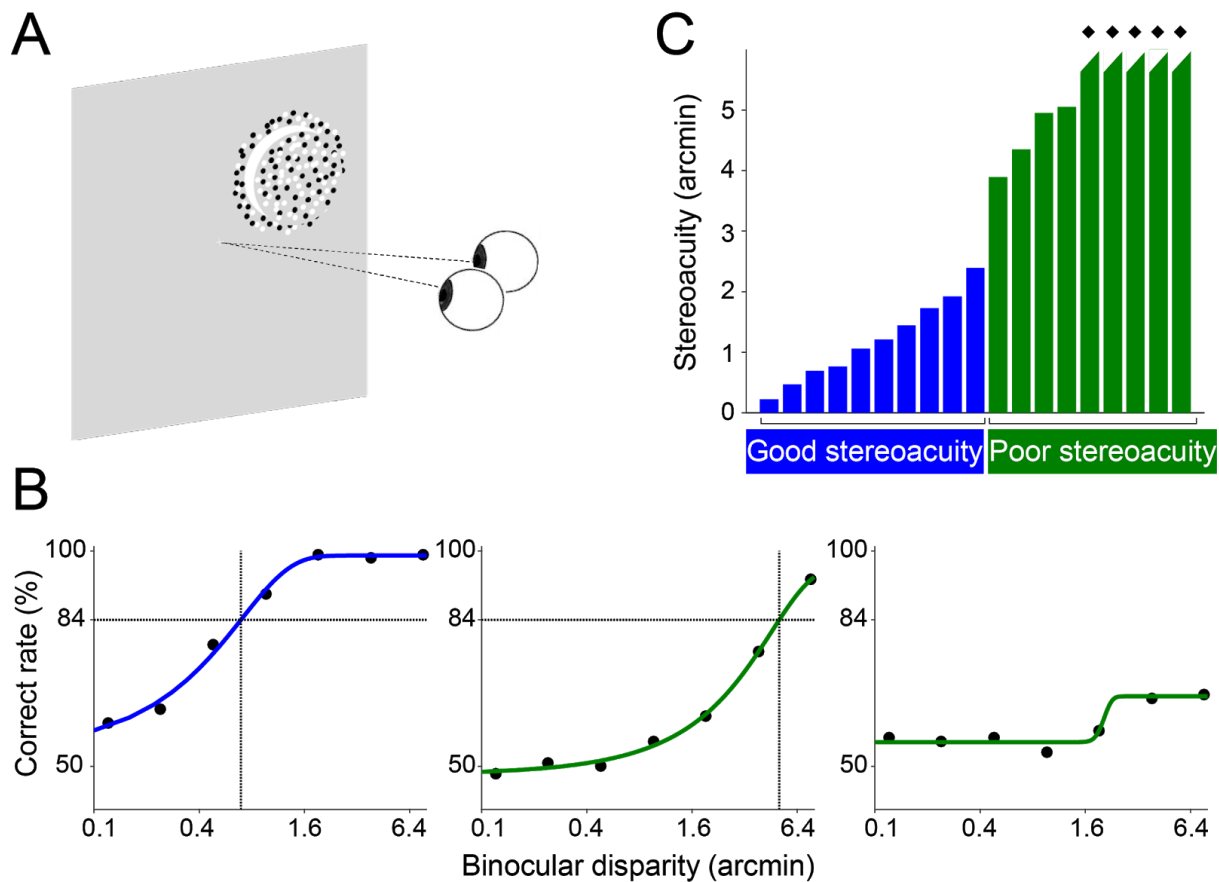 A
C
Stereoacuity (arcmin)
5
4
3
2
1
0
Good stereoacuity
Poor stereoacuity
B
Correct rate (%)
100
84
50
0.1 0.4 1.6 6.4
100
84
50
0.1 0.4 1.6 6.4
100
84
50
0.1 0.4 1.6 6.4
Binocular disparity (arcmin)